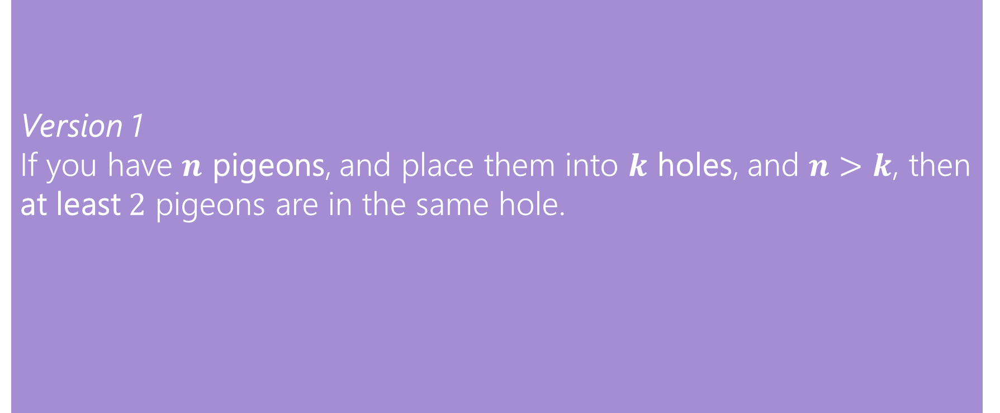 Version 1
If you have n pigeons, and place them into k holes, and n > k, then
at least 2 pigeons are in the same hole.